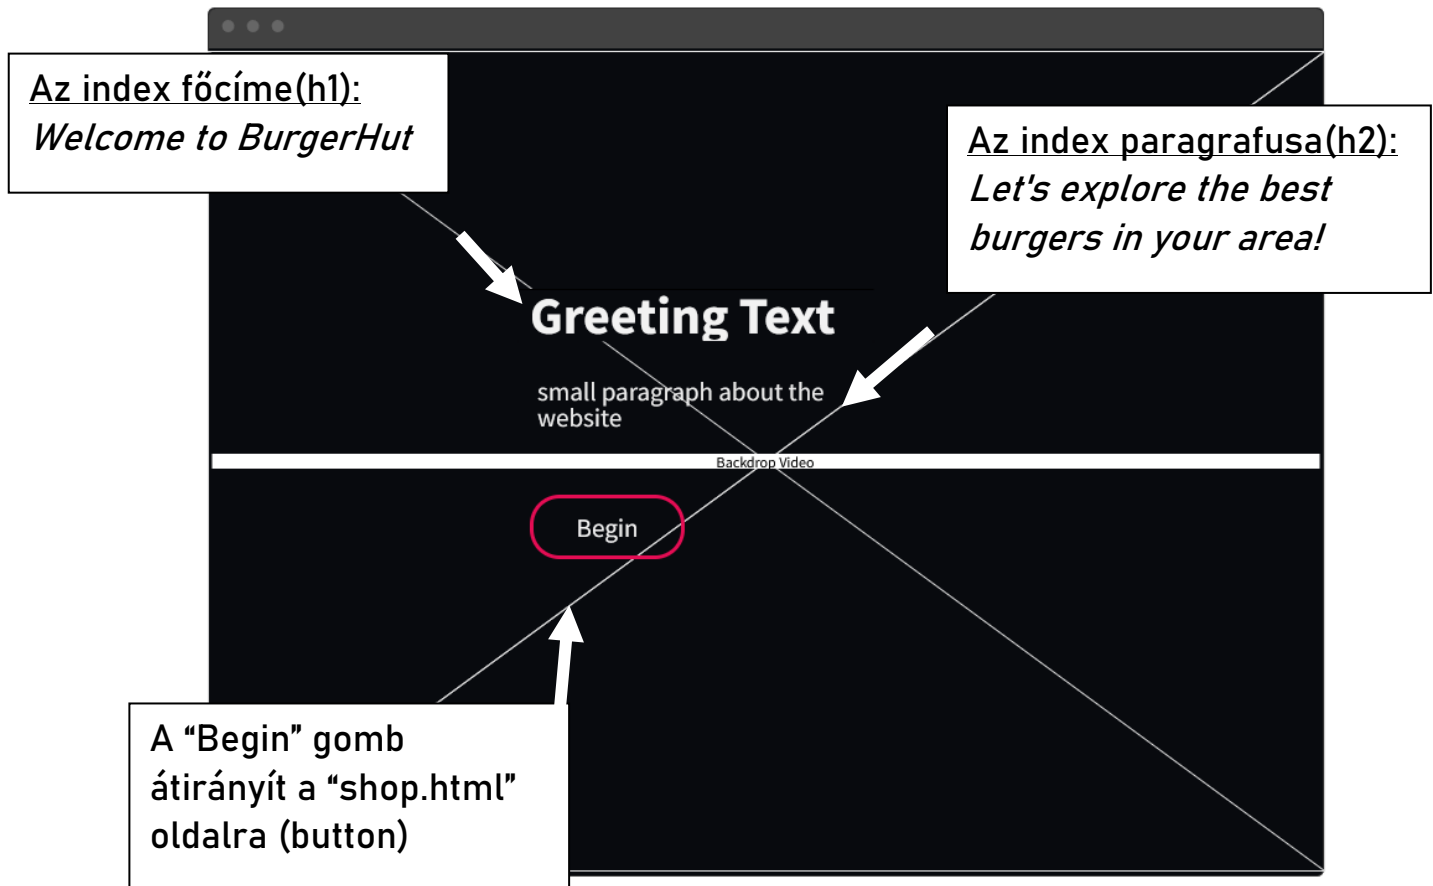 Az index főcíme(h1):
Welcome to BurgerHut
Az index paragrafusa(h2):
Let's explore the best
burgers in your area!
Greeting Text
small paragraph about the
website
Backdrop Video
Begin
A “Begin” gomb
átirányít a “shop.html”
oldalra (button)